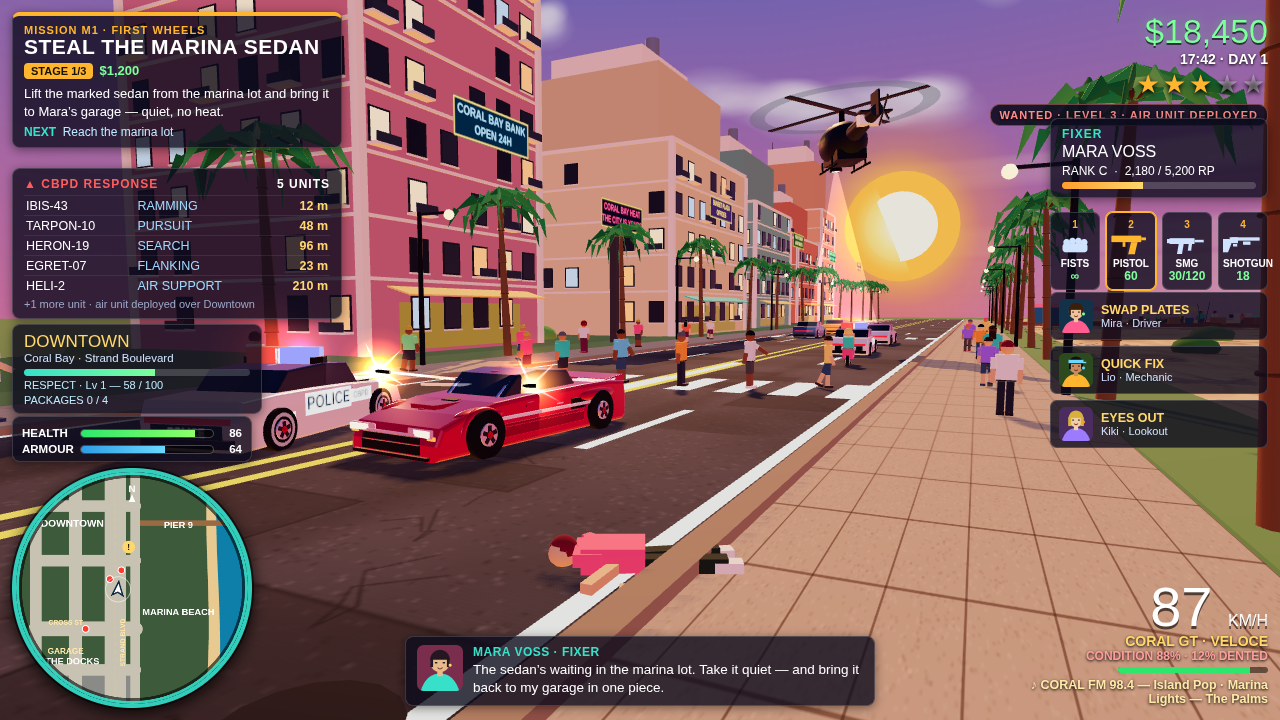 MISSION M1 · FIRST WHEELS
STEAL THE MARINA SEDAN
STAGE 1/3 $1,200
Lift the marked sedan from the marina lot and bring it
to Mara's garage — quiet, no heat.
NEXT Reach the marina lot
▲ CBPD RESPONSE 5 UNITS
IBIS-43 RAMMING 12 m
TARPON-10 PURSUIT 48 m
HERON-19 SEARCH 96 m
EGRET-07 FLANKING 23 m
HELI-2 AIR SUPPORT 210 m
+1 more unit · air unit deployed over Downtown
DOWNTOWN
Coral Bay · Strand Boulevard
RESPECT · Lv 1 — 58 / 100
PACKAGES 0 / 4
HEALTH 86
ARMOUR 64
N
DOWNTOWN
PIER 9
!
MARINA BEACH
CROSS ST
STRAND BLVD
GARAGE
THE DOCKS
CORAL BAY BANK
OPEN 24H
CORAL BAY HEAT
POLICE
$18,450
17:42 · DAY 1
WANTED · LEVEL 3 · AIR UNIT DEPLOYED
FIXER
MARA VOSS
RANK C · 2,180 / 5,200 RP
1
FISTS
∞
2
PISTOL
60
3
SMG
30/120
4
SHOTGUN
18
SWAP PLATES
Mira · Driver
QUICK FIX
Lio · Mechanic
EYES OUT
Kiki · Lookout
MARA VOSS · FIXER
The sedan's waiting in the marina lot. Take it quiet — and bring it
back to my garage in one piece.
87 KM/H
CORAL GT · VELOCE
CONDITION 88% · 12% DENTED
♪ CORAL FM 98.4 — Island Pop · Marina
Lights — The Palms